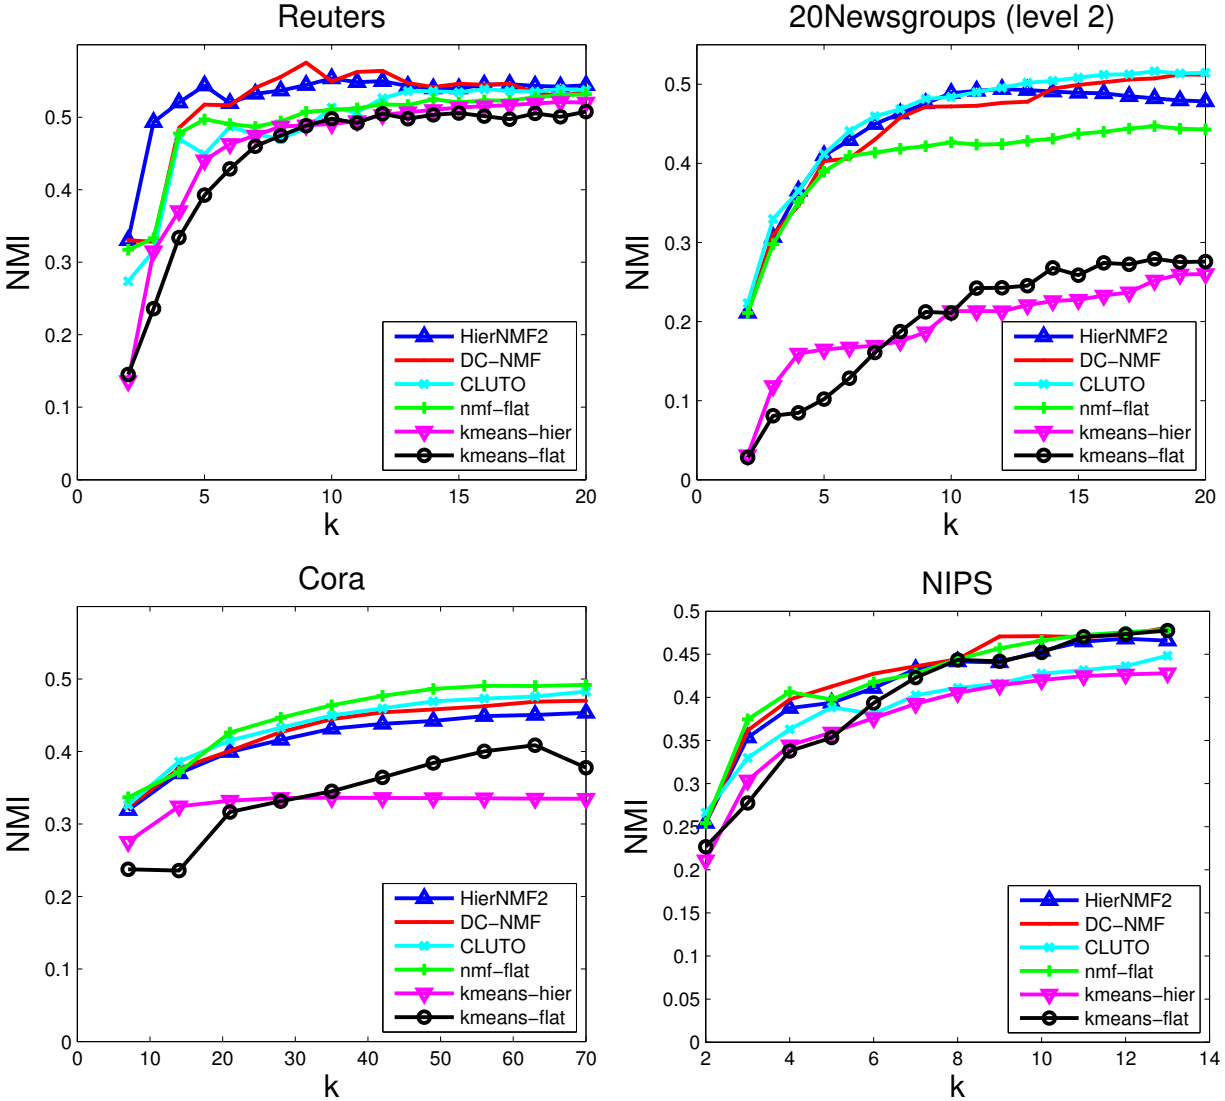 Reuters
NMI
0.5
0.4
0.3
0.2
0.1
0
0 5 10 15 20
k
HierNMF2
DC−NMF
CLUTO
nmf−flat
kmeans−hier
kmeans−flat
20Newsgroups (level 2)
NMI
0.5
0.4
0.3
0.2
0.1
0
0 5 10 15 20
k
HierNMF2
DC−NMF
CLUTO
nmf−flat
kmeans−hier
kmeans−flat
Cora
NMI
0.5
0.4
0.3
0.2
0.1
0
0 10 20 30 40 50 60 70
k
HierNMF2
DC−NMF
CLUTO
nmf−flat
kmeans−hier
kmeans−flat
NIPS
NMI
0.5
0.45
0.4
0.35
0.3
0.25
0.2
0.15
0.1
0.05
0
2 4 6 8 10 12 14
k
HierNMF2
DC−NMF
CLUTO
nmf−flat
kmeans−hier
kmeans−flat